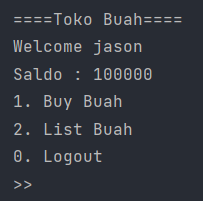 ====Toko Buah====
Welcome jason
Saldo : 100000
1. Buy Buah
2. List Buah
0. Logout
>>